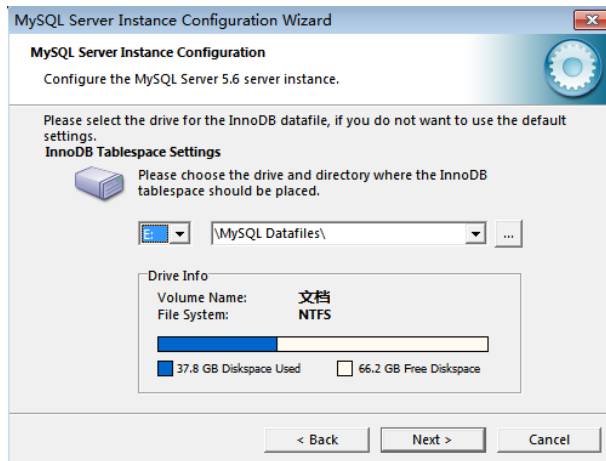 MySQL Server Instance Configuration Wizard
MySQL Server Instance Configuration
Configure the MySQL Server 5.6 server instance.
Please select the drive for the InnoDB datafile, if you do not want to use the default
settings.
InnoDB Tablespace Settings
Please choose the drive and directory where the InnoDB
tablespace should be placed.
E: \MySQL Datafiles\ ...
Drive Info
Volume Name: 文档
File System: NTFS
37.8 GB Diskspace Used 66.2 GB Free Diskspace
< Back Next > Cancel